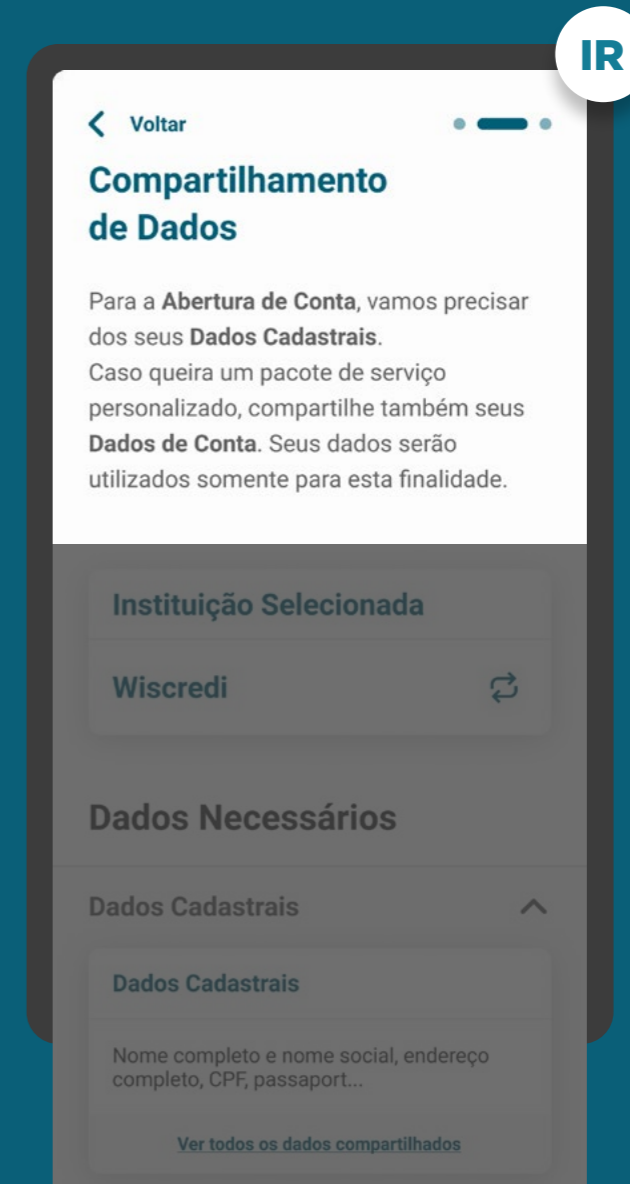 IR
Voltar
Compartilhamento
de Dados
Para a Abertura de Conta, vamos precisar
dos seus Dados Cadastrais.
Caso queira um pacote de serviço
personalizado, compartilhe também seus
Dados de Conta. Seus dados serão
utilizados somente para esta finalidade.
Instituição Selecionada
Wiscredi
Dados Necessários
Dados Cadastrais
Dados Cadastrais
Nome completo e nome social, endereço
completo, CPF, passaport...
Ver todos os dados compartilhados